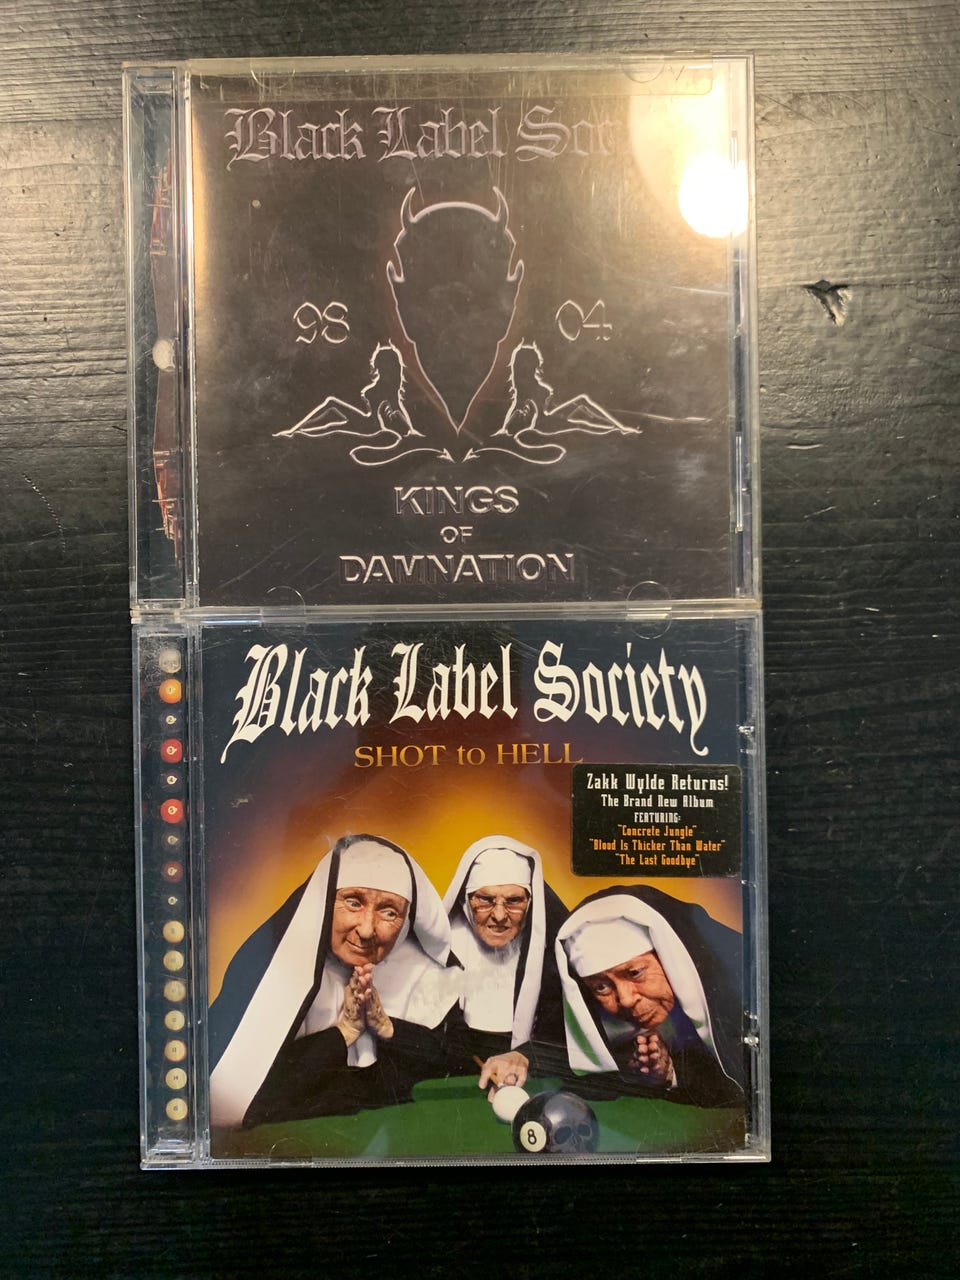 Black Label Soc
98 04
KINGS
OF
DAMNATION
Black Label Society
SHOT to HELL
Zakk Wylde Returns!
The Brand New Album
FEATURING:
"Concrete Jungle"
"Blood Is Thicker Than Water"
"The Last Goodbye"
8